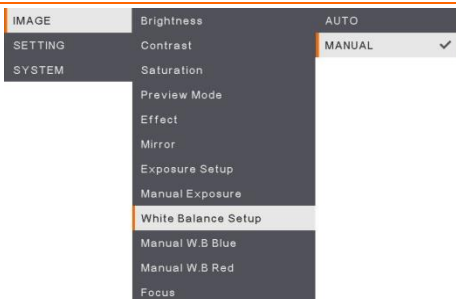 IMAGE
SETTING
SYSTEM
Brightness
Contrast
Saturation
Preview Mode
Effect
Mirror
Exposure Setup
Manual Exposure
White Balance Setup
Manual W.B Blue
Manual W.B Red
Focus
AUTO
MANUAL